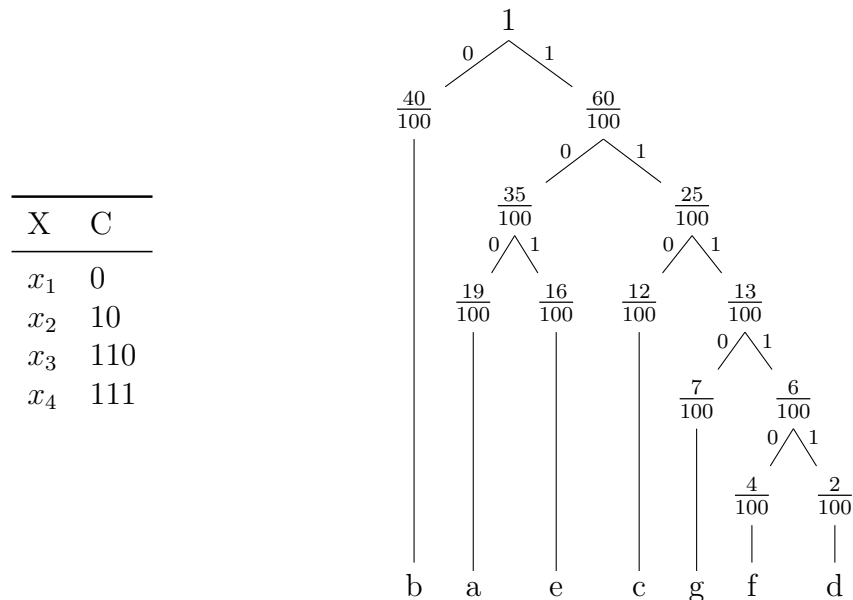 X C
x₁ 0
x₂ 10
x₃ 110
x₄ 111
1
0 1
40/100 60/100
0 1
35/100 25/100
0 1 0 1
19/100 16/100 12/100 13/100
0 1
7/100 6/100
0 1
4/100 2/100
b a e c g f d